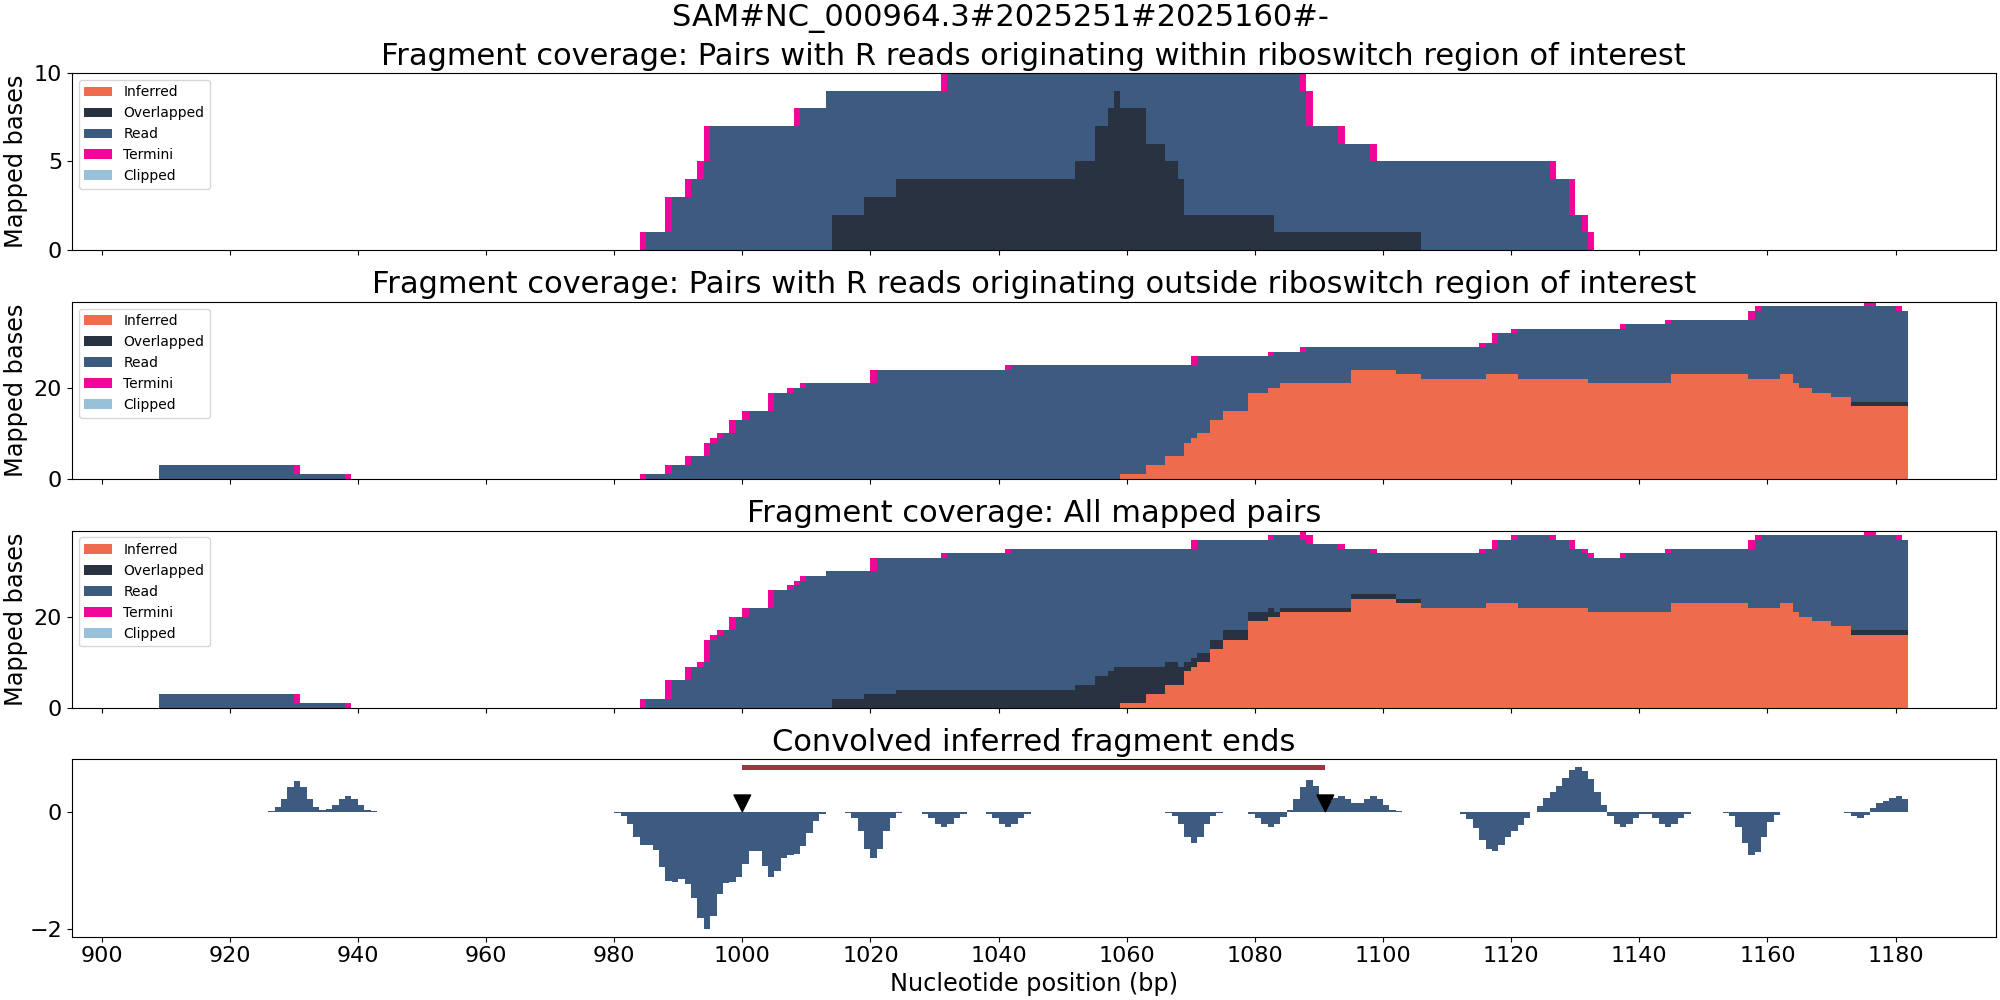 SAM#NC_000964.3#2025251#2025160#-
Fragment coverage: Pairs with R reads originating within riboswitch region of interest
Mapped bases
10
5
0
Inferred
Overlapped
Read
Termini
Clipped
Fragment coverage: Pairs with R reads originating outside riboswitch region of interest
Mapped bases
20
0
Inferred
Overlapped
Read
Termini
Clipped
Fragment coverage: All mapped pairs
Mapped bases
20
0
Inferred
Overlapped
Read
Termini
Clipped
Convolved inferred fragment ends
0
−2
900 920 940 960 980 1000 1020 1040 1060 1080 1100 1120 1140 1160 1180
Nucleotide position (bp)